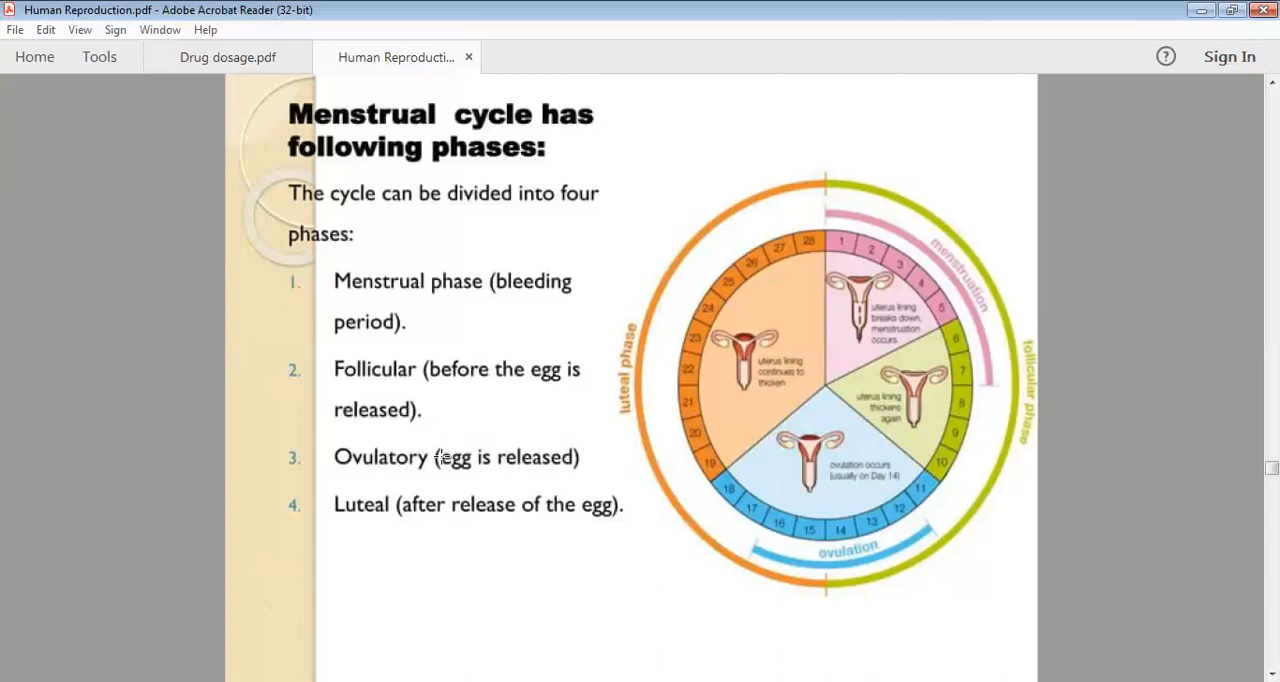 Human Reproduction.pdf - Adobe Acrobat Reader (32-bit)
File Edit View Sign Window Help
Home Tools Drug dosage.pdf Human Reproducti... × ? Sign In
Menstrual cycle has
following phases:
The cycle can be divided into four
phases:
1. Menstrual phase (bleeding
period).
2. Follicular (before the egg is
released).
3. Ovulatory (egg is released)
4. Luteal (after release of the egg).
luteal phase
menstruation
follicular phase
ovulation
1 2 3 4 5 6 7 8 9 10 11 12 13 14 15 16 17 18 19 20 21 22 23 24 25 26 27 28
uterus lining
breaks down,
menstruation
occurs
uterus lining
thickens
again
ovulation occurs
(usually on Day 14)
uterus lining
continues to
thicken